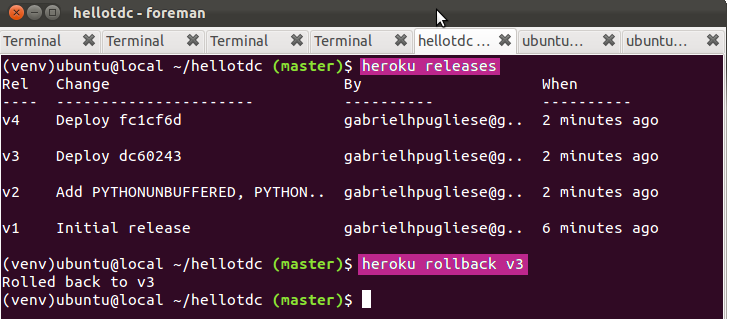 hellotdc - foreman
Terminal Terminal Terminal Terminal hellotdc ... ubuntu... ubuntu...
(venv)ubuntu@local ~/hellotdc (master)$ heroku releases
Rel Change By When
---- ---------------------- ---------- ----------
v4 Deploy fc1cf6d gabrielhpugliese@g.. 2 minutes ago
v3 Deploy dc60243 gabrielhpugliese@g.. 2 minutes ago
v2 Add PYTHONUNBUFFERED, PYTHON.. gabrielhpugliese@g.. 2 minutes ago
v1 Initial release gabrielhpugliese@g.. 6 minutes ago
(venv)ubuntu@local ~/hellotdc (master)$ heroku rollback v3
Rolled back to v3
(venv)ubuntu@local ~/hellotdc (master)$